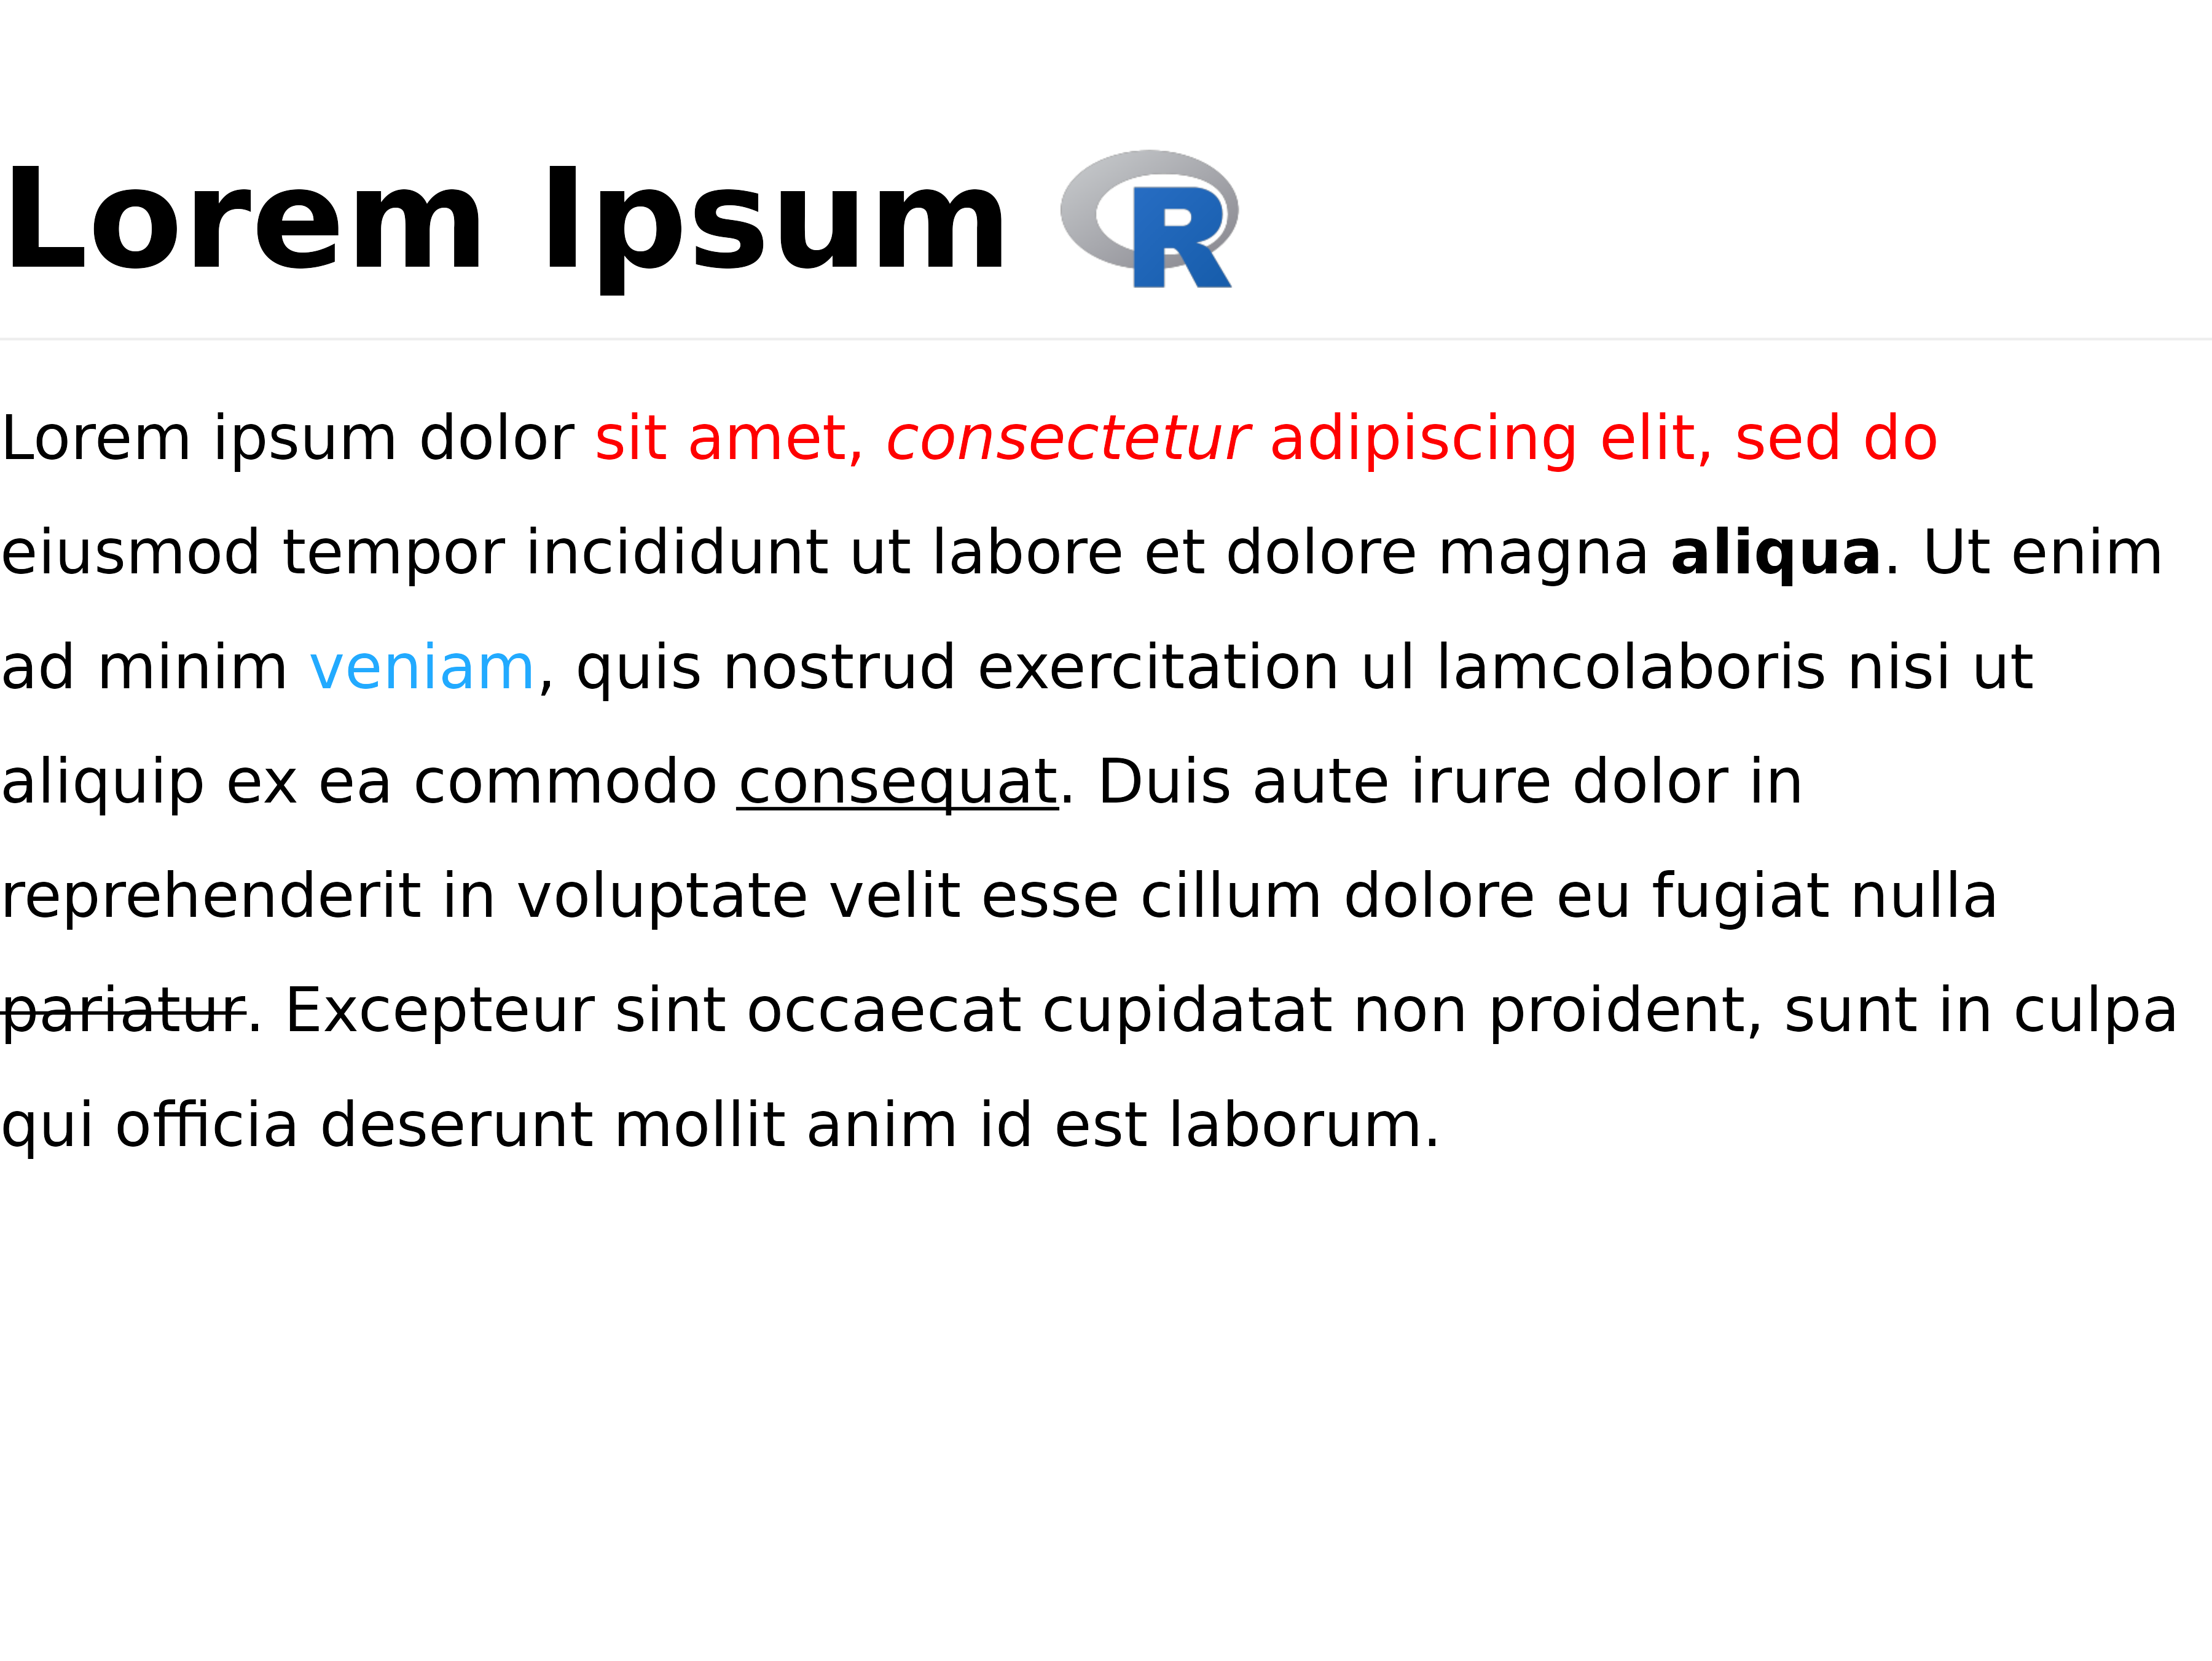 Lorem Ipsum R
Lorem ipsum dolor sit amet, consectetur adipiscing elit, sed do
eiusmod tempor incididunt ut labore et dolore magna aliqua. Ut enim
ad minim veniam, quis nostrud exercitation ul lamcolaboris nisi ut
aliquip ex ea commodo consequat. Duis aute irure dolor in
reprehenderit in voluptate velit esse cillum dolore eu fugiat nulla
pariatur. Excepteur sint occaecat cupidatat non proident, sunt in culpa
qui officia deserunt mollit anim id est laborum.